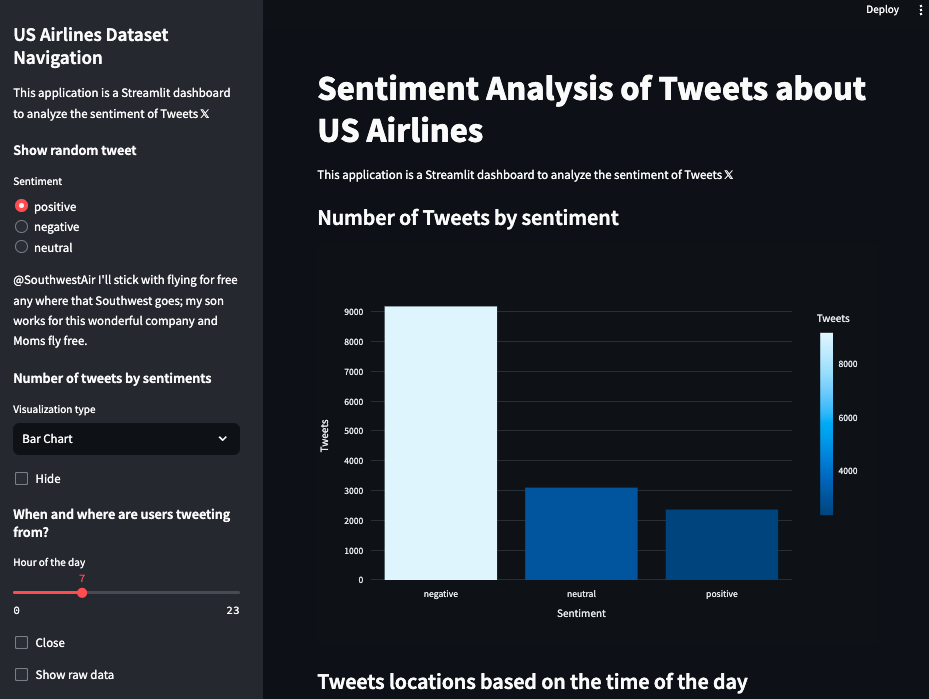 US Airlines Dataset
Navigation
This application is a Streamlit dashboard
to analyze the sentiment of Tweets 𝕏
Show random tweet
Sentiment
positive
negative
neutral
@SouthwestAir I'll stick with flying for free
any where that Southwest goes; my son
works for this wonderful company and
Moms fly free.
Number of tweets by sentiments
Visualization type
Bar Chart
Hide
When and where are users tweeting
from?
Hour of the day
7
0 23
Close
Show raw data
Deploy
Sentiment Analysis of Tweets about
US Airlines
This application is a Streamlit dashboard to analyze the sentiment of Tweets 𝕏
Number of Tweets by sentiment
Tweets
9000
8000
7000
6000
5000
4000
3000
2000
1000
0
negative neutral positive
Sentiment
Tweets
8000
6000
4000
Tweets locations based on the time of the day